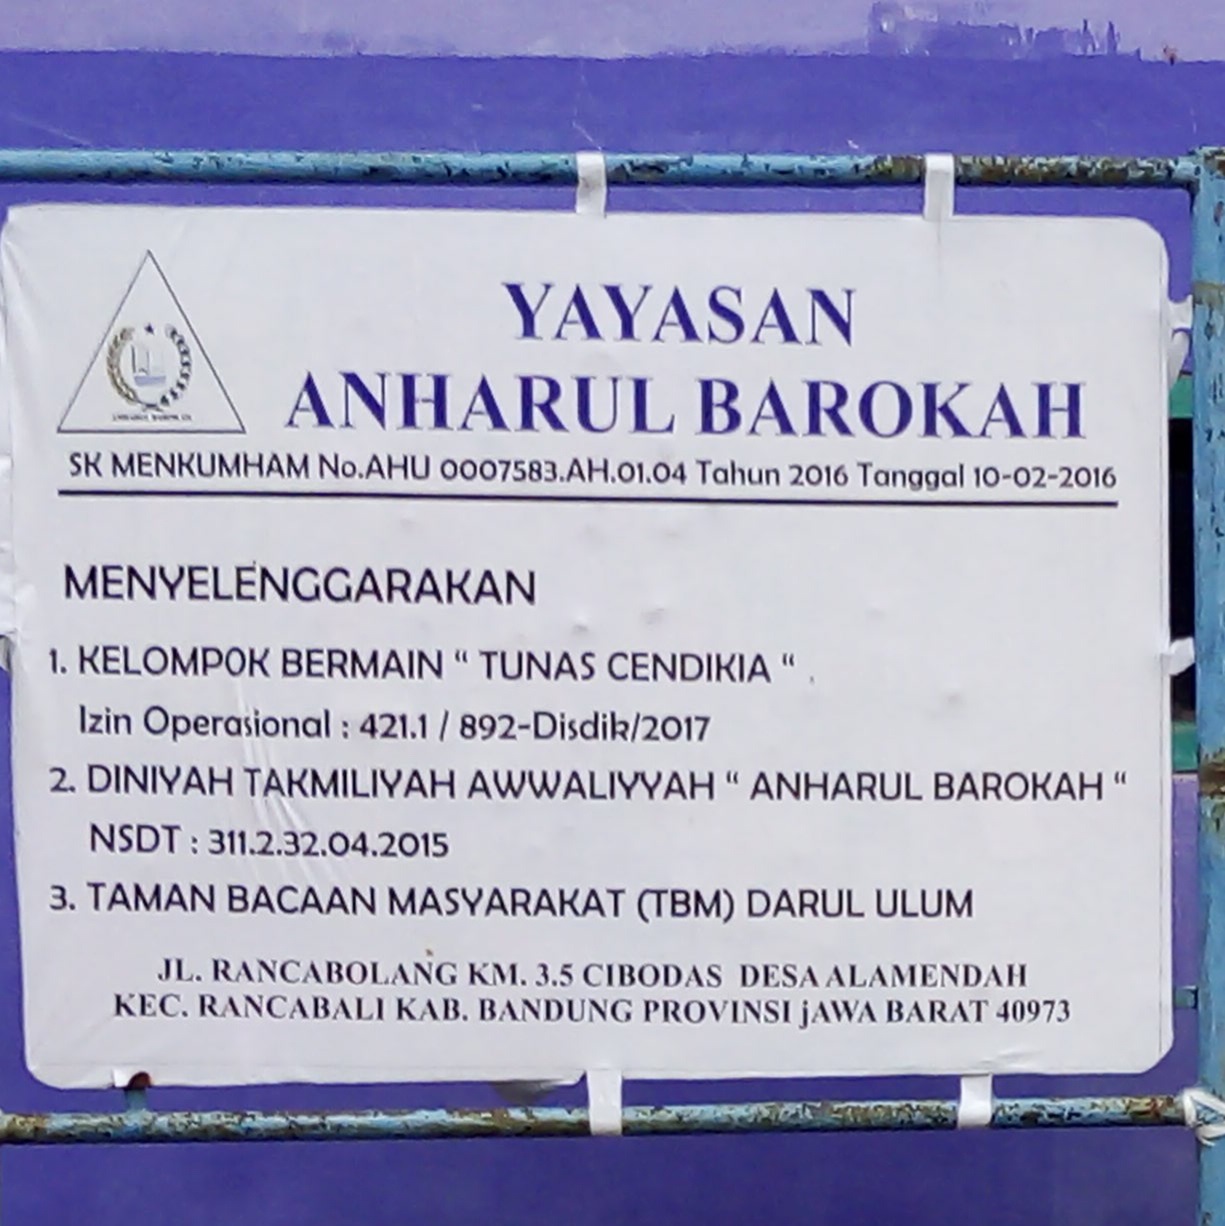 YAYASAN
ANHARUL BAROKAH
SK MENKUMHAM No.AHU 0007583.AH.01.04 Tahun 2016 Tanggal 10-02-2016
MENYELENGGARAKAN
1. KELOMPOK BERMAIN “ TUNAS CENDIKIA “ .
Izin Operasional : 421.1 / 892-Disdik/2017
2. DINIYAH TAKMILIYAH AWWALIYYAH “ ANHARUL BAROKAH “
NSDT : 311.2.32.04.2015
3. TAMAN BACAAN MASYARAKAT (TBM) DARUL ULUM
JL. RANCABOLANG KM. 3.5 CIBODAS DESA ALAMENDAH
KEC. RANCABALI KAB. BANDUNG PROVINSI jAWA BARAT 40973